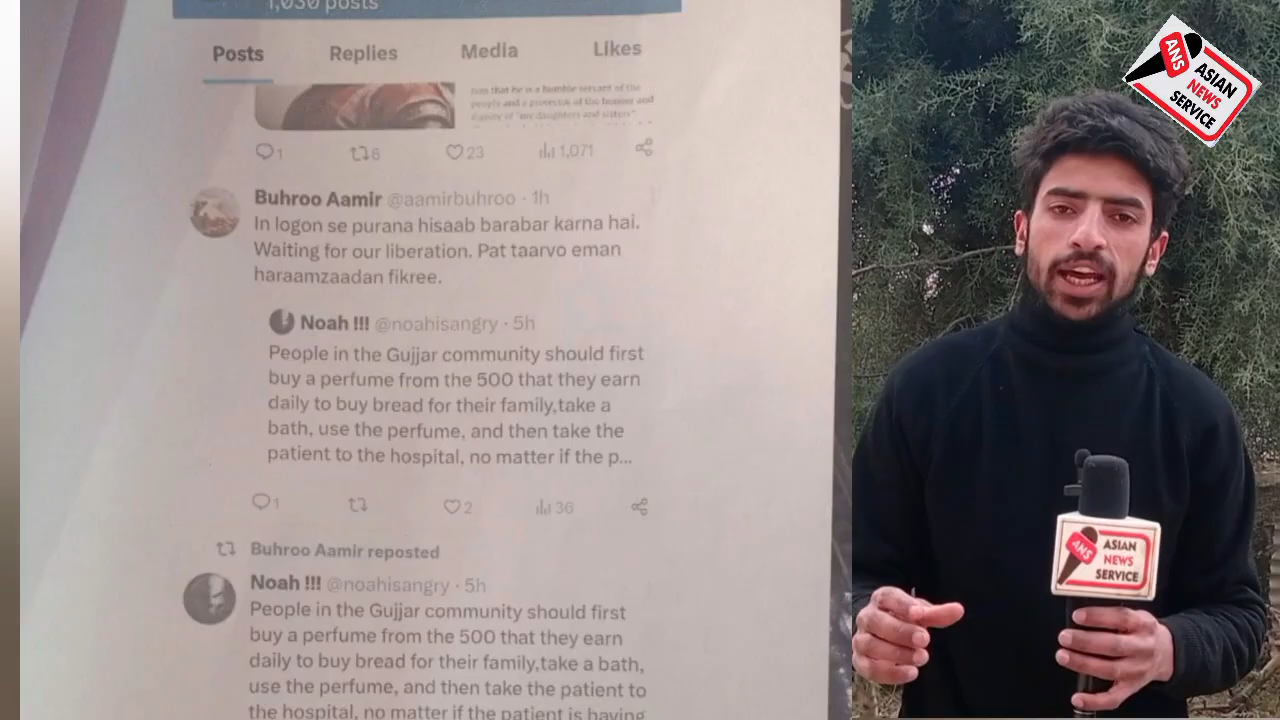 1,030 posts
Posts Replies Media Likes
that he is a humble servant of the
people and a protector of the honour and
dignity of "my daughters and sisters"
1 6 23 1,071
Buhroo Aamir @aamirbuhroo · 1h
In logon se purana hisaab barabar karna hai.
Waiting for our liberation. Pat taarvo eman
haraamzaadan fikree.
Noah !!! @noahisangry · 5h
People in the Gujjar community should first
buy a perfume from the 500 that they earn
daily to buy bread for their family,take a
bath, use the perfume, and then take the
patient to the hospital, no matter if the p...
1 2 36
Buhroo Aamir reposted
Noah !!! @noahisangry · 5h
People in the Gujjar community should first
buy a perfume from the 500 that they earn
daily to buy bread for their family,take a bath,
use the perfume, and then take the patient to
the hospital, no matter if the patient is having
ANS
ASIAN
NEWS
SERVICE
ANS
ASIAN
NEWS
SERVICE